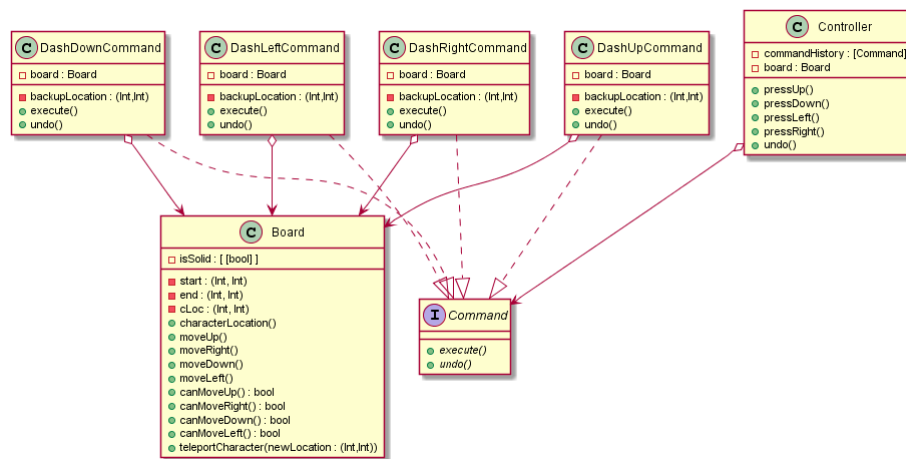 C DashDownCommand
board : Board
backupLocation : (Int,Int)
execute()
undo()
C DashLeftCommand
board : Board
backupLocation : (Int,Int)
execute()
undo()
C DashRightCommand
board : Board
backupLocation : (Int,Int)
execute()
undo()
C DashUpCommand
board : Board
backupLocation : (Int,Int)
execute()
undo()
C Controller
commandHistory : [Command]
board : Board
pressUp()
pressDown()
pressLeft()
pressRight()
undo()
C Board
isSolid : [ [bool] ]
start : (Int, Int)
end : (Int, Int)
cLoc : (Int, Int)
characterLocation()
moveUp()
moveRight()
moveDown()
moveLeft()
canMoveUp() : bool
canMoveRight() : bool
canMoveDown() : bool
canMoveLeft() : bool
teleportCharacter(newLocation : (Int,Int))
I Command
execute()
undo()